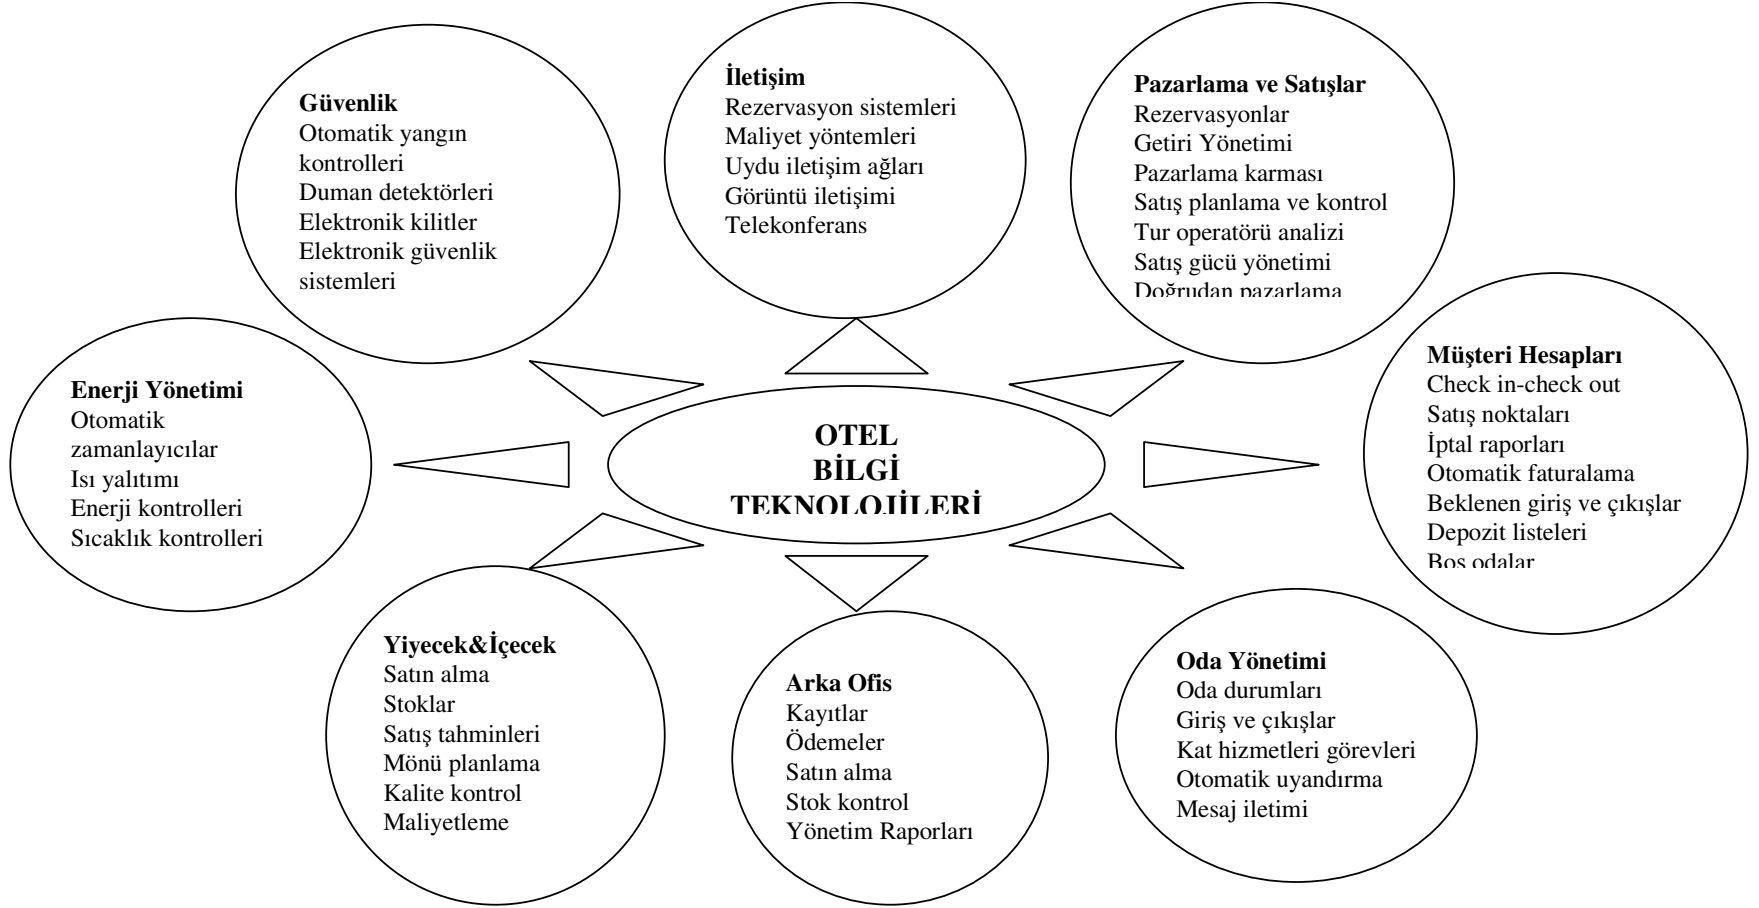 Güvenlik
Otomatik yangın
kontrolleri
Duman detektörleri
Elektronik kilitler
Elektronik güvenlik
sistemleri
İletişim
Rezervasyon sistemleri
Maliyet yöntemleri
Uydu iletişim ağları
Görüntü iletişimi
Telekonferans
Pazarlama ve Satışlar
Rezervasyonlar
Getiri Yönetimi
Pazarlama karması
Satış planlama ve kontrol
Tur operatörü analizi
Satış gücü yönetimi
Doğrudan pazarlama
Müşteri Hesapları
Check in-check out
Satış noktaları
İptal raporları
Otomatik faturalama
Beklenen giriş ve çıkışlar
Depozit listeleri
Boş odalar
Enerji Yönetimi
Otomatik
zamanlayıcılar
Isı yalıtımı
Enerji kontrolleri
Sıcaklık kontrolleri
OTEL
BİLGİ
TEKNOLOJİLERİ
Yiyecek&İçecek
Satın alma
Stoklar
Satış tahminleri
Mönü planlama
Kalite kontrol
Maliyetleme
Arka Ofis
Kayıtlar
Ödemeler
Satın alma
Stok kontrol
Yönetim Raporları
Oda Yönetimi
Oda durumları
Giriş ve çıkışlar
Kat hizmetleri görevleri
Otomatik uyandırma
Mesaj iletimi